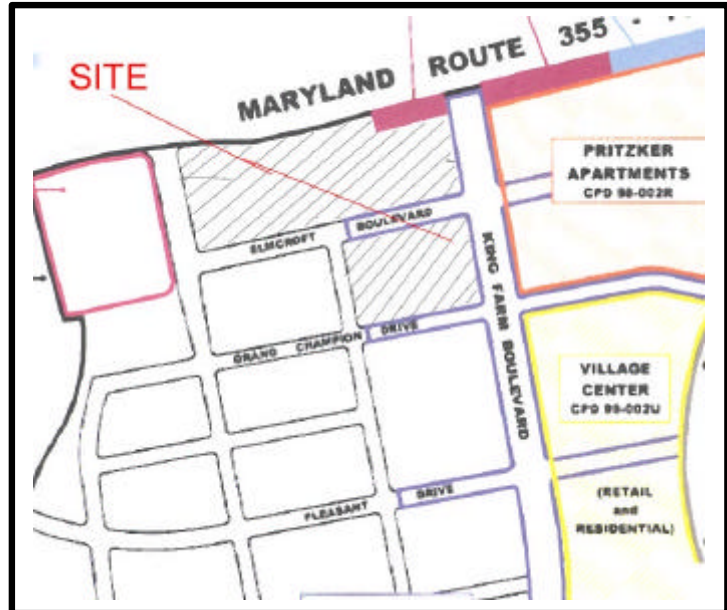 SITE
MARYLAND ROUTE 355 -
PRITZKER
APARTMENTS
CPD 98-002R
ELMCROFT BOULEVARD
KING FARM BOULEVARD
GRAND CHAMPION DRIVE
VILLAGE
CENTER
CPD 98-002U
(RETAIL
and
RESIDENTIAL)
PLEASANT DRIVE